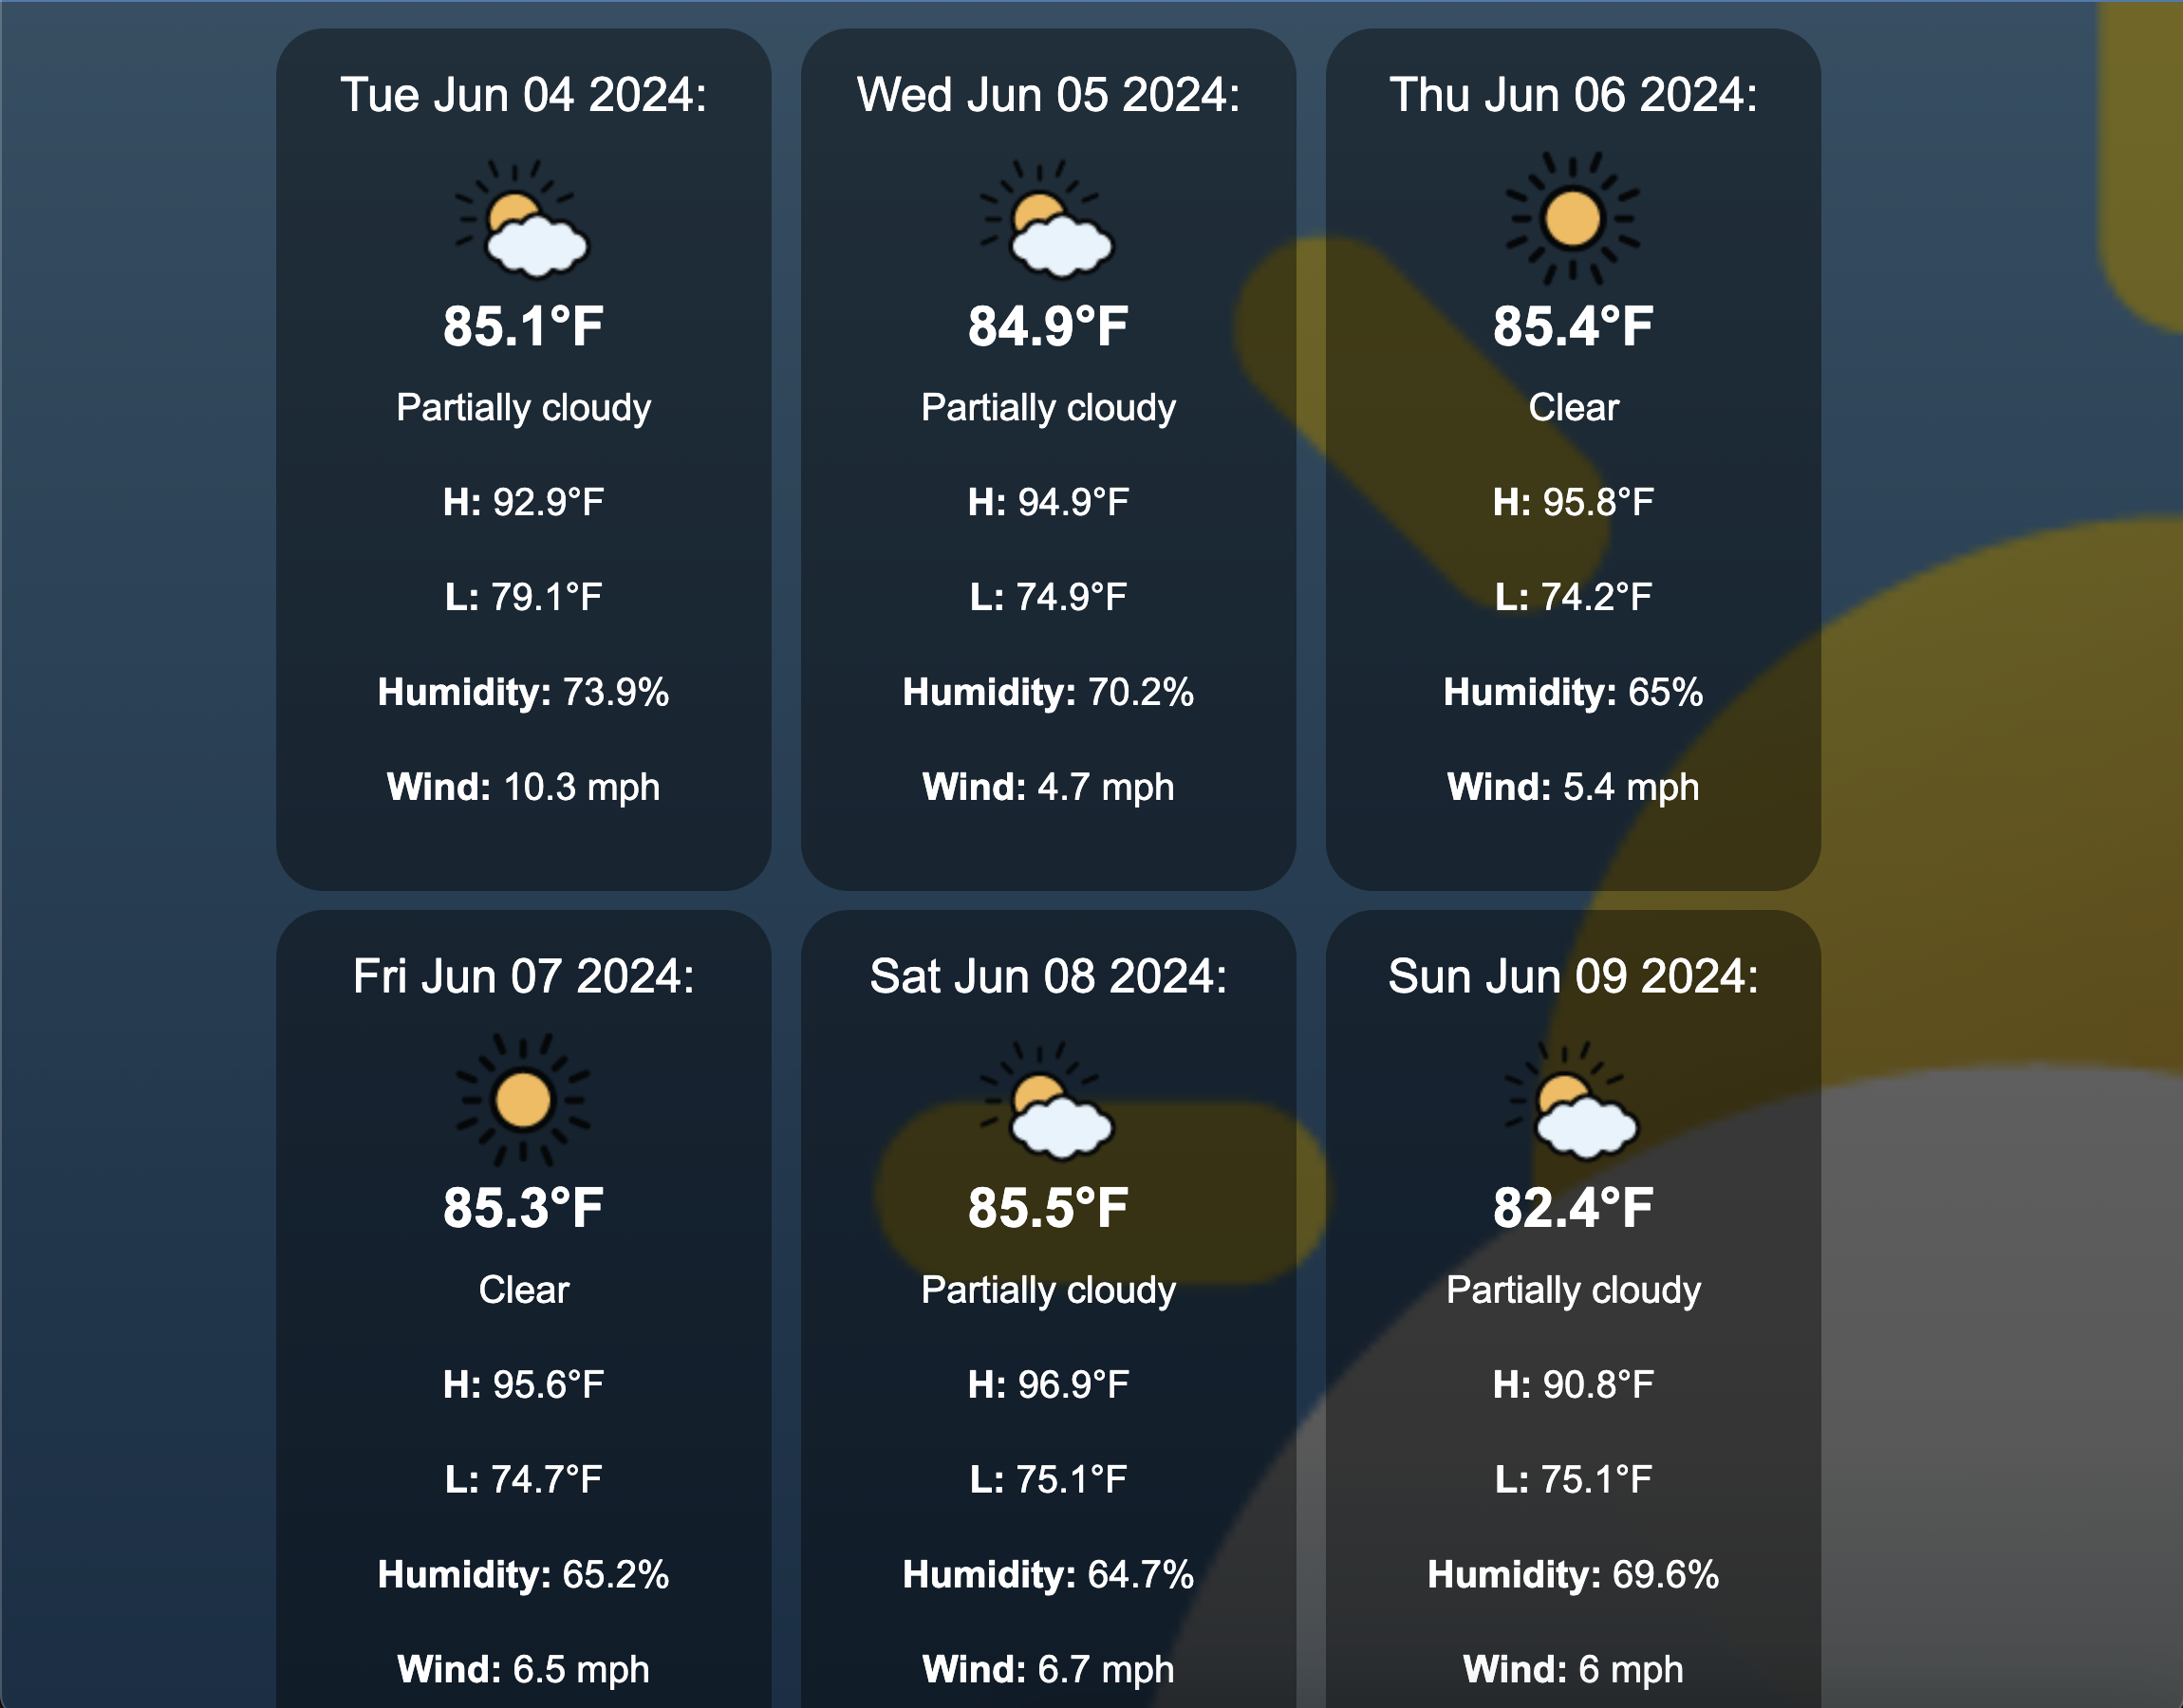 Tue Jun 04 2024:
85.1°F
Partially cloudy
H: 92.9°F
L: 79.1°F
Humidity: 73.9%
Wind: 10.3 mph
Wed Jun 05 2024:
84.9°F
Partially cloudy
H: 94.9°F
L: 74.9°F
Humidity: 70.2%
Wind: 4.7 mph
Thu Jun 06 2024:
85.4°F
Clear
H: 95.8°F
L: 74.2°F
Humidity: 65%
Wind: 5.4 mph
Fri Jun 07 2024:
85.3°F
Clear
H: 95.6°F
L: 74.7°F
Humidity: 65.2%
Wind: 6.5 mph
Sat Jun 08 2024:
85.5°F
Partially cloudy
H: 96.9°F
L: 75.1°F
Humidity: 64.7%
Wind: 6.7 mph
Sun Jun 09 2024:
82.4°F
Partially cloudy
H: 90.8°F
L: 75.1°F
Humidity: 69.6%
Wind: 6 mph